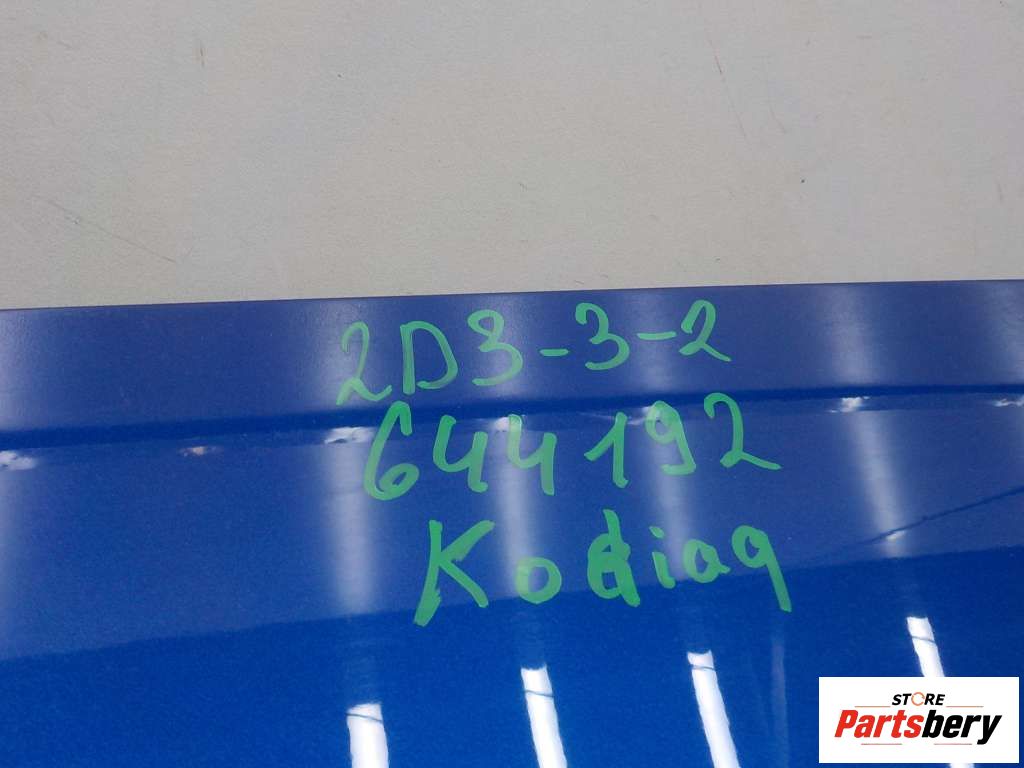 2D3-3-2
644192
Kodiaq
STORE
Partsbery